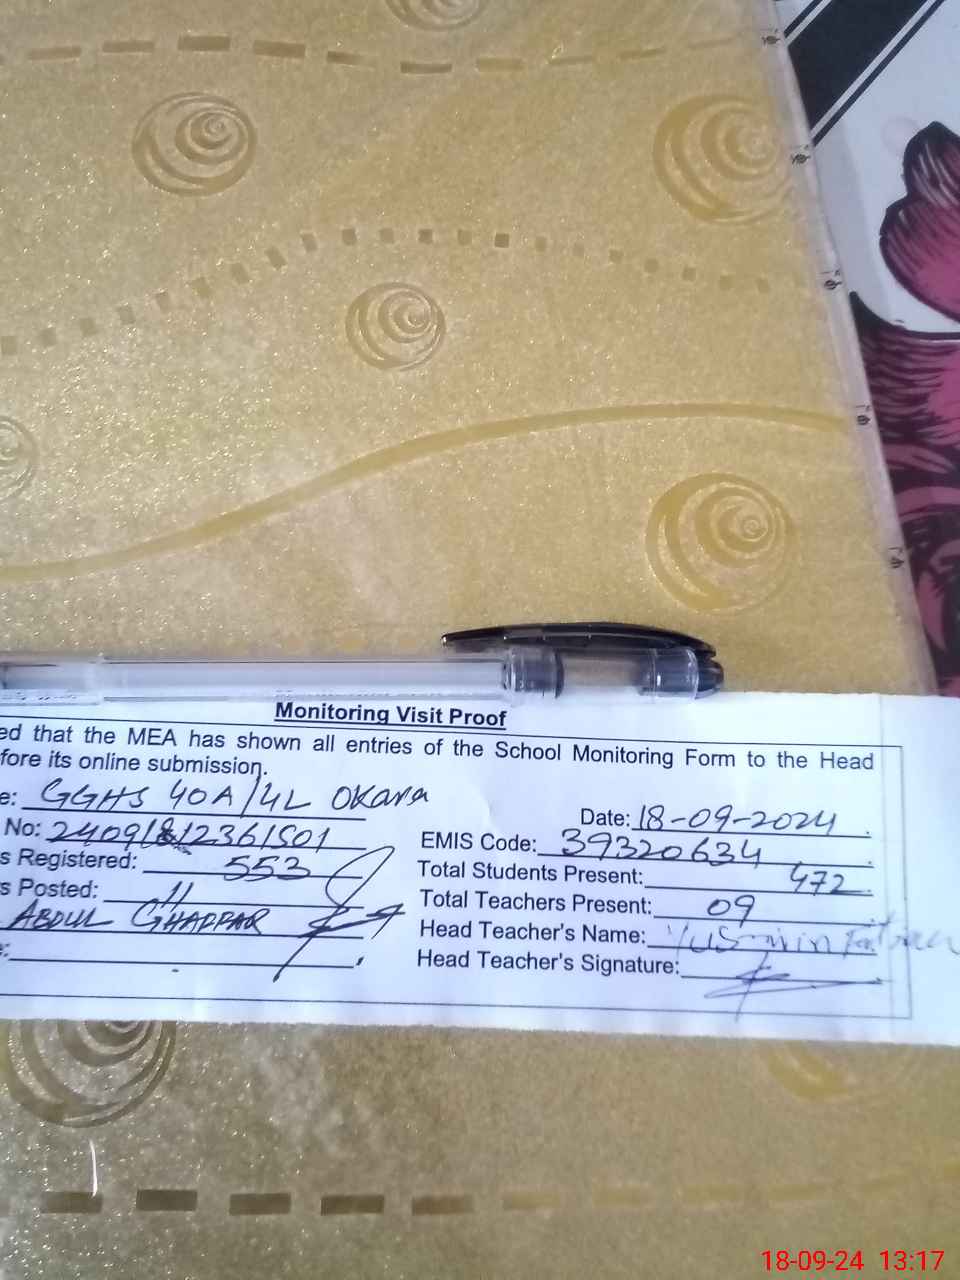 Monitoring Visit Proof
ed that the MEA has shown all entries of the School Monitoring Form to the Head
fore its online submission.
e: GGHS 40A/4L Okara
Date: 18-09-2024
No:
EMIS Code: 39320634
s Registered: 553
Total Students Present: 472
s Posted: 11
Total Teachers Present: 09
ABDUL GHAFFAR
Head Teacher's Name:
Head Teacher's Signature:
18-09-24 13:17